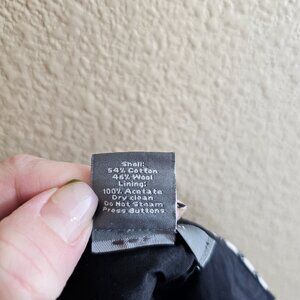 Shell:
54% Cotton
46% Wool
Lining:
100% Acetate
Dry clean
Do Not Steam
Press Buttons